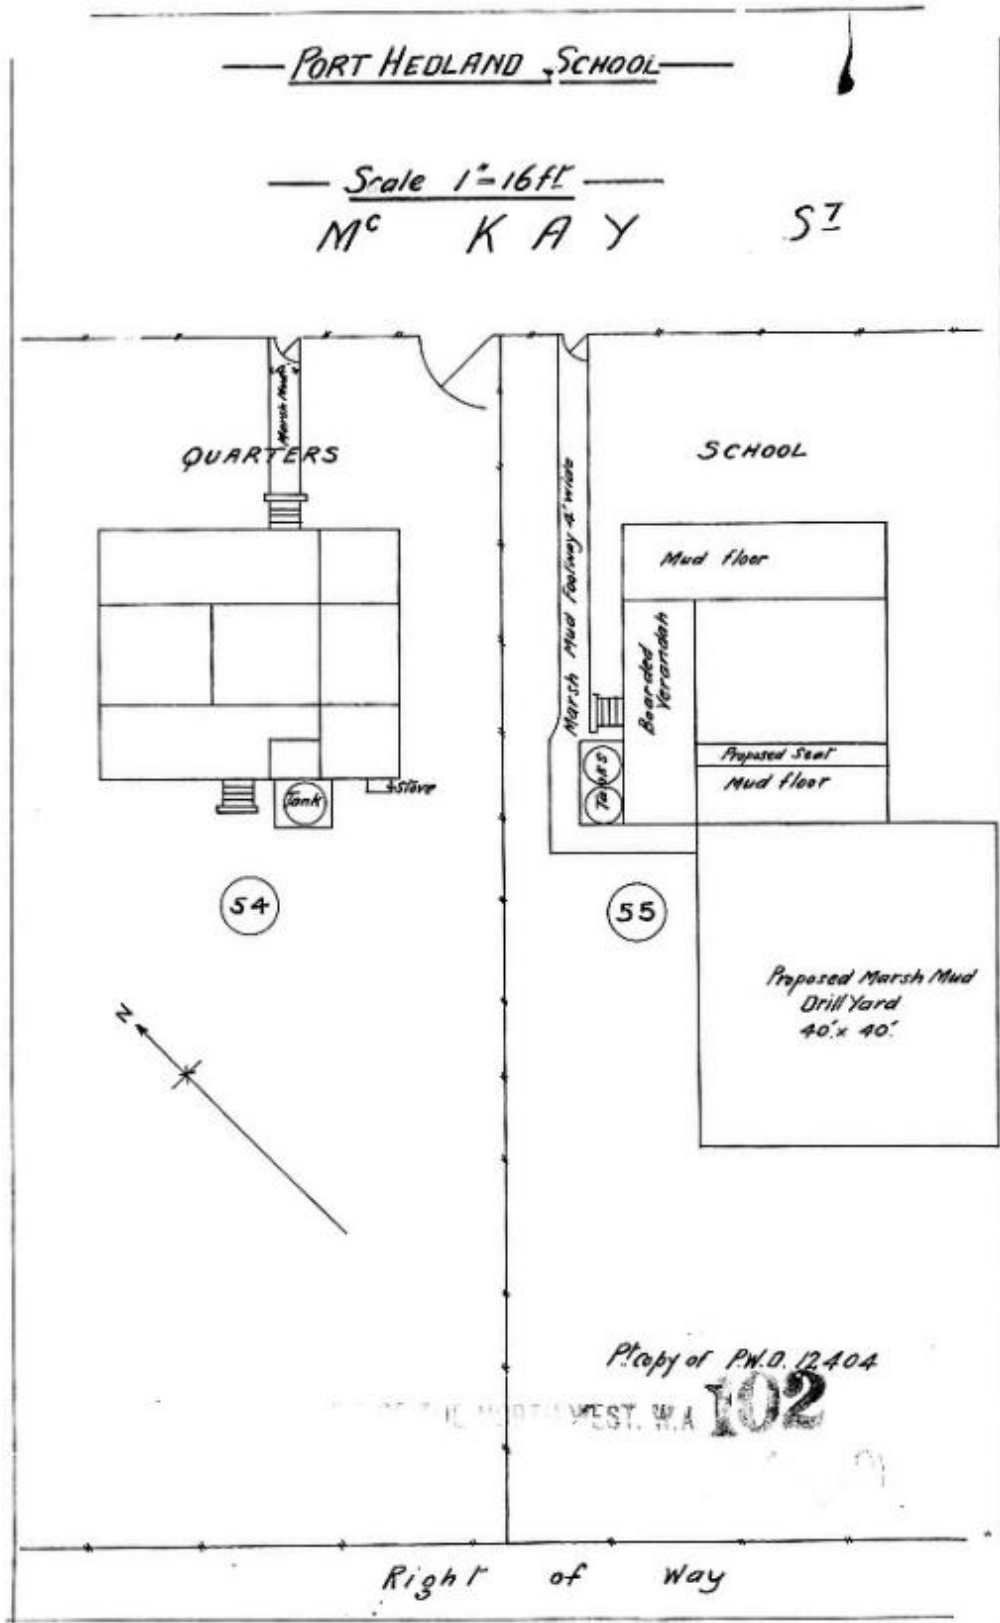 PORT HEDLAND SCHOOL
Scale 1"=16ft
Mc KAY ST
Marsh Mud
QUARTERS
SCHOOL
Marsh Mud Footway 4' wide
Mud floor
Boarded
Verandah
Proposed Seat
Mud floor
Tanks
Tank
Stove
54
55
N
Proposed Marsh Mud
Drill Yard
40' x 40'
Pt copy of P.W.D. 12404
NORTH WEST. W.A 102
Right of Way